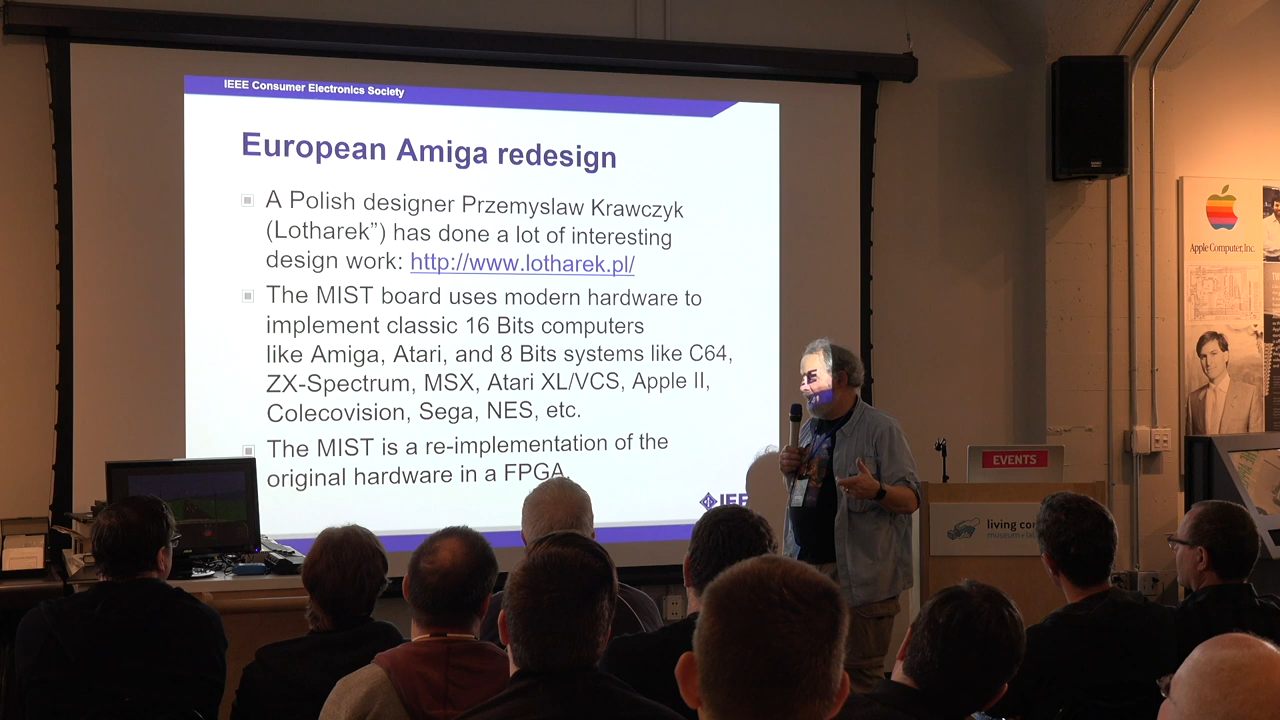 IEEE Consumer Electronics Society
European Amiga redesign
A Polish designer Przemyslaw Krawczyk
(Lotharek”) has done a lot of interesting
design work: http://www.lotharek.pl/
The MIST board uses modern hardware to
implement classic 16 Bits computers
like Amiga, Atari, and 8 Bits systems like C64,
ZX-Spectrum, MSX, Atari XL/VCS, Apple II,
Colecovision, Sega, NES, etc.
The MIST is a re-implementation of the
original hardware in a FPGA.
IEE
EVENTS
living co
museum
Apple Computer, Inc.